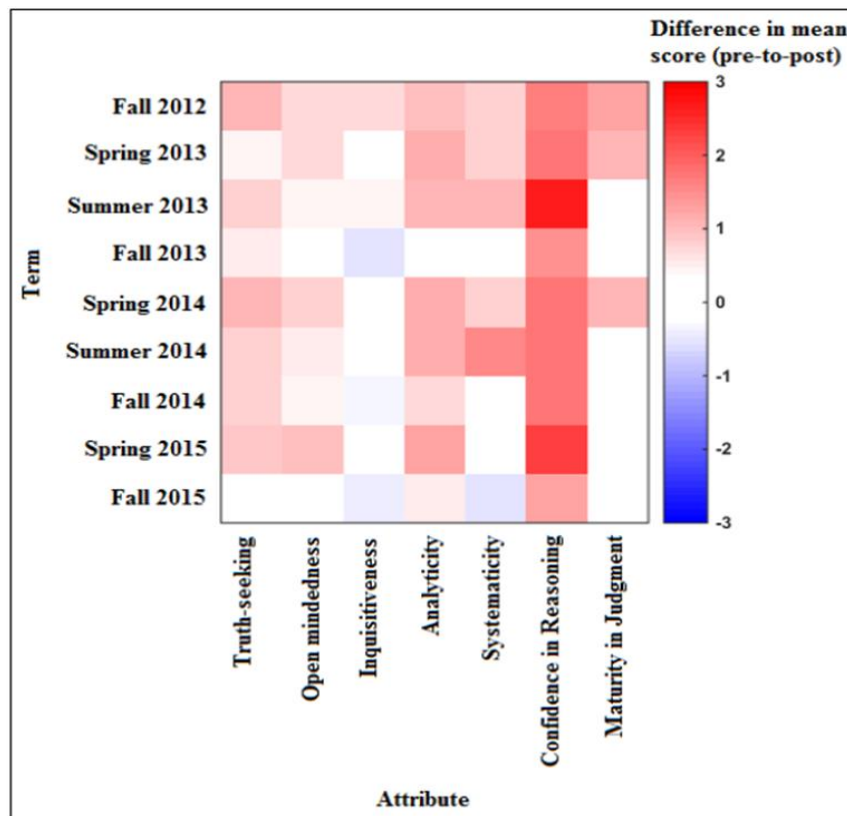 Difference in mean
score (pre-to-post)
Fall 2012
Spring 2013
Summer 2013
Fall 2013
Spring 2014
Summer 2014
Fall 2014
Spring 2015
Fall 2015
Term
3
2
1
0
-1
-2
-3
Truth-seeking
Open mindedness
Inquisitiveness
Analyticity
Systematicity
Confidence in Reasoning
Maturity in Judgment
Attribute